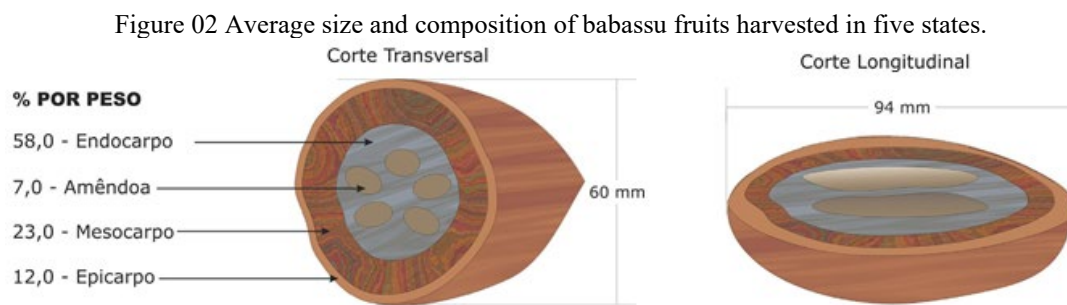 Figure 02 Average size and composition of babassu fruits harvested in five states.
Corte Transversal
% POR PESO
58,0 - Endocarpo
7,0 - Amêndoa
23,0 - Mesocarpo
12,0 - Epicarpo
60 mm
Corte Longitudinal
94 mm